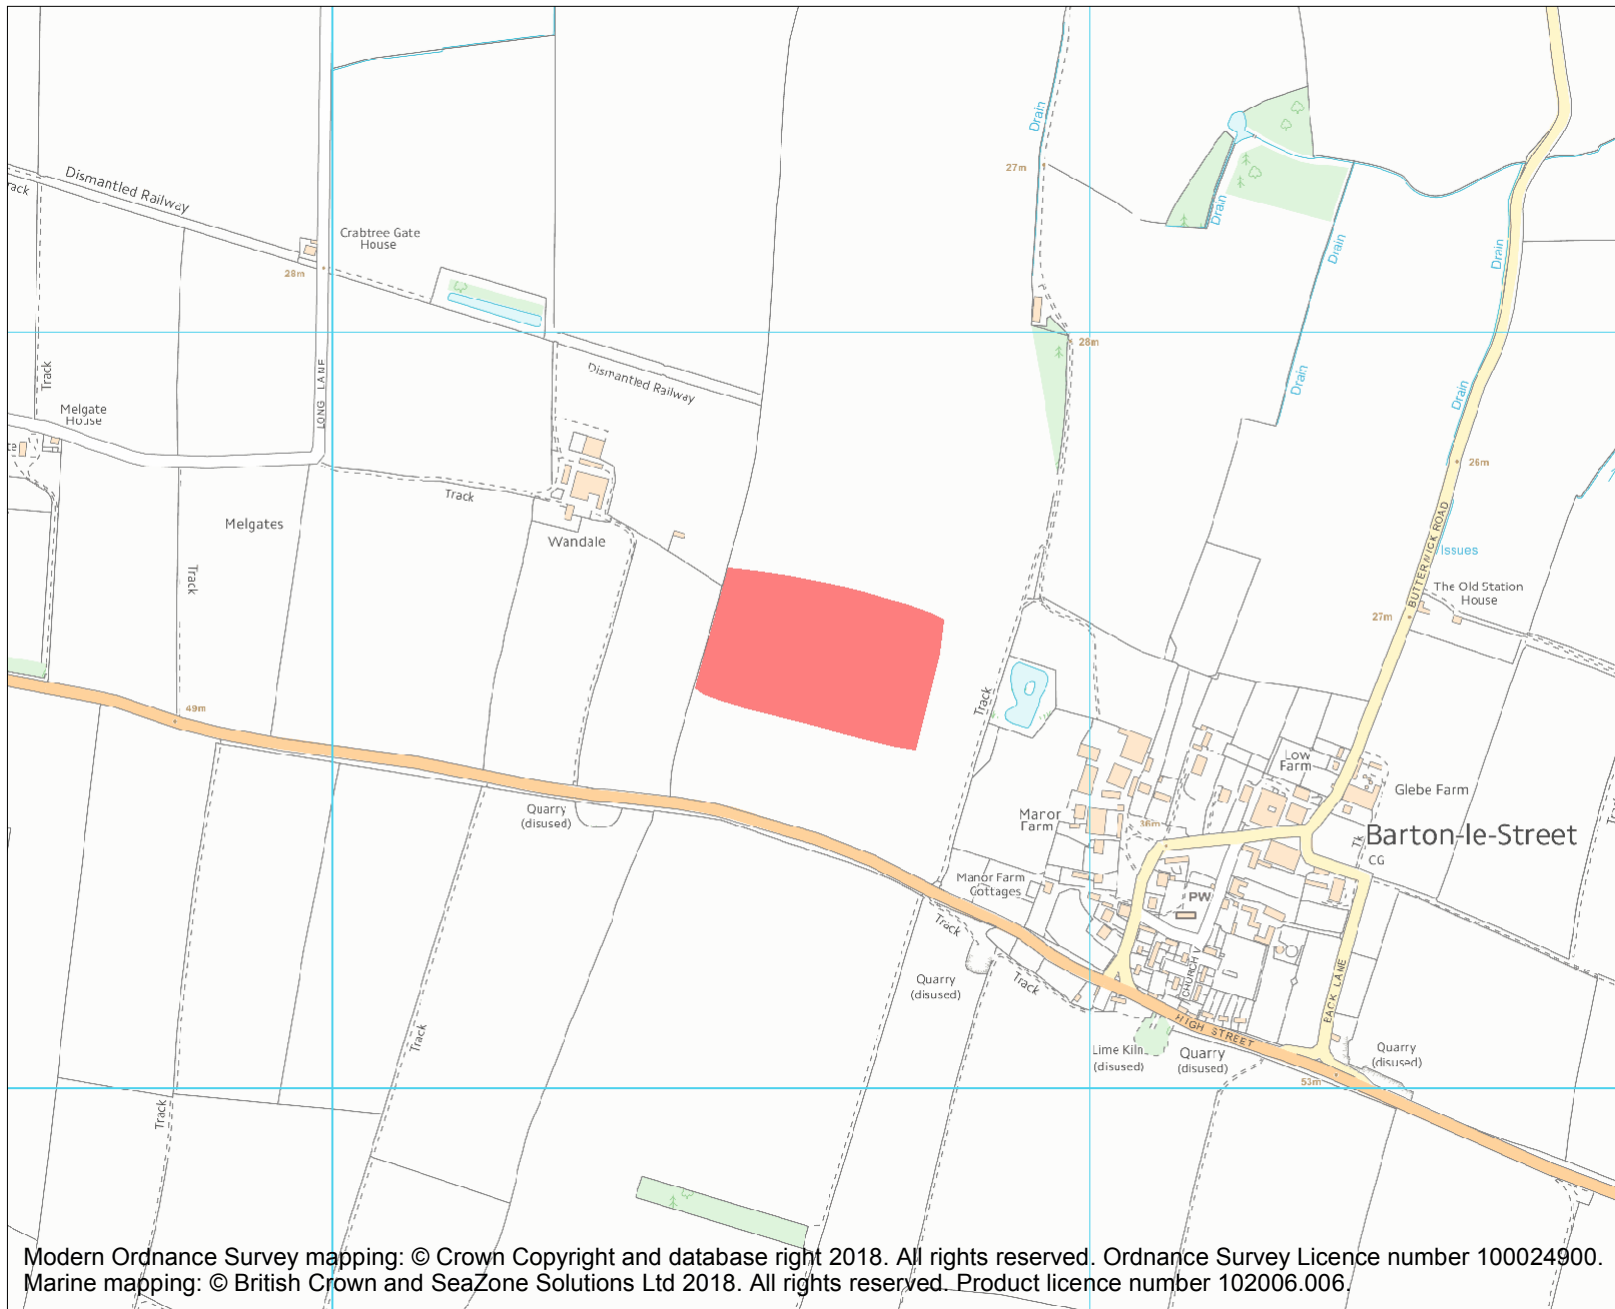 Drain
27m
Dismantled Railway
rack
Drain
Crabtree Gate
House
Drain
Drain
28m
28m
Dismantled Railway
Track
LONG LANE
Drain
Drain
Melgate
House
26m
Track
Melgates
BUTTERWICK ROAD
Wandale
Issues
Track
The Old Station
House
27m
Track
49m
Low
Farm
Glebe Farm
Quarry
(disused)
Manor
Farm
36m
Barton-le-Street
Tk
CG
Manor Farm
Cottages
PW
Track
Quarry
(disused)
Track
CHURCH V
BACK LANE
HIGH STREET
Track
Lime Kiln
(disused)
Quarry
(disused)
Quarry
(disused)
53m
Track
Modern Ordnance Survey mapping: © Crown Copyright and database right 2018. All rights reserved. Ordnance Survey Licence number 100024900.
Marine mapping: © British Crown and SeaZone Solutions Ltd 2018. All rights reserved. Product licence number 102006.006.